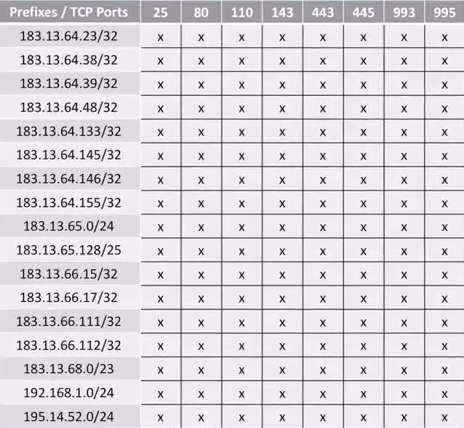 Prefixes / TCP Ports 25 80 110 143 443 445 993 995
183.13.64.23/32 x x x x x x x x
183.13.64.38/32 x x x x x x x x
183.13.64.39/32 x x x x x x x x
183.13.64.48/32 x x x x x x x x
183.13.64.133/32 x x x x x x x x
183.13.64.145/32 x x x x x x x x
183.13.64.146/32 x x x x x x x x
183.13.64.155/32 x x x x x x x x
183.13.65.0/24 x x x x x x x x
183.13.65.128/25 x x x x x x x x
183.13.66.15/32 x x x x x x x x
183.13.66.17/32 x x x x x x x x
183.13.66.111/32 x x x x x x x x
183.13.66.112/32 x x x x x x x x
183.13.68.0/23 x x x x x x x x
192.168.1.0/24 x x x x x x x x
195.14.52.0/24 x x x x x x x x